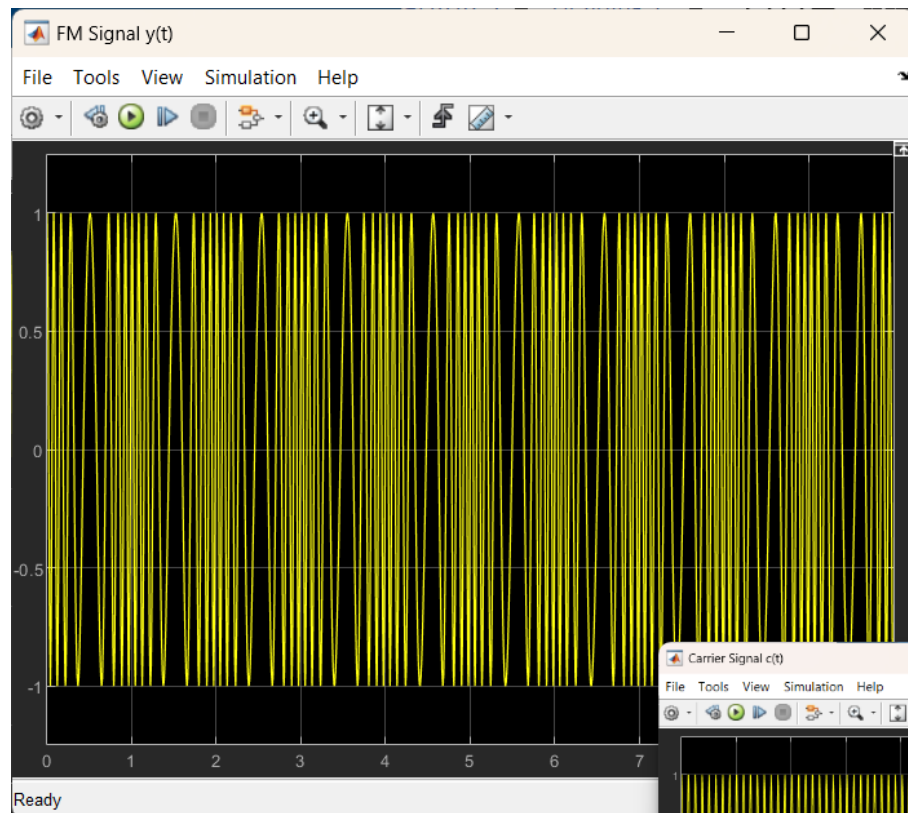 FM Signal y(t)
File Tools View Simulation Help
1
0.5
0
-0.5
-1
0 1 2 3 4 5 6 7
Ready
Carrier Signal c(t)
File Tools View Simulation Help
1